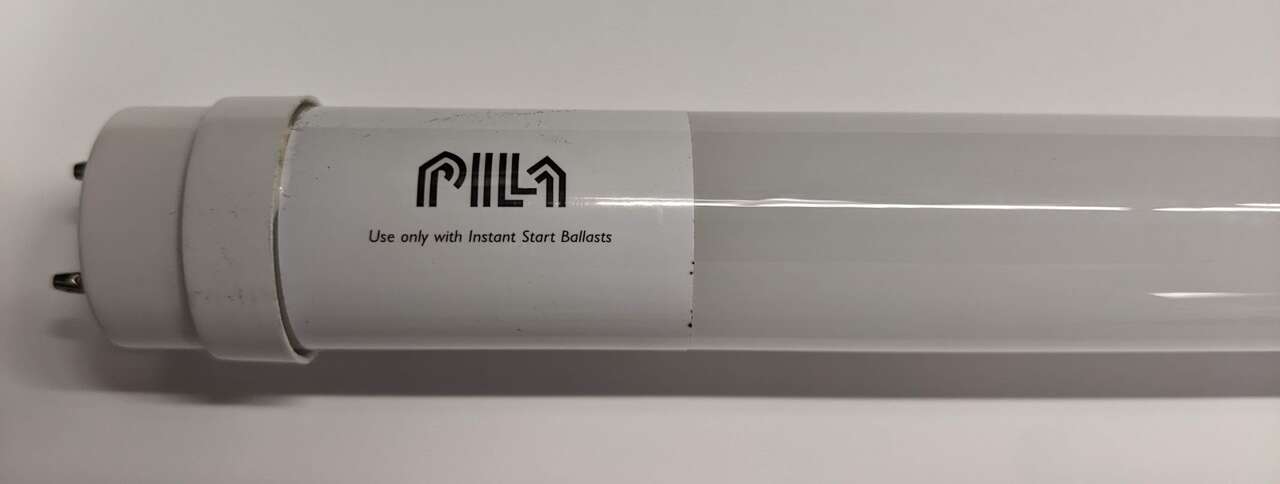 PILA
Use only with Instant Start Ballasts